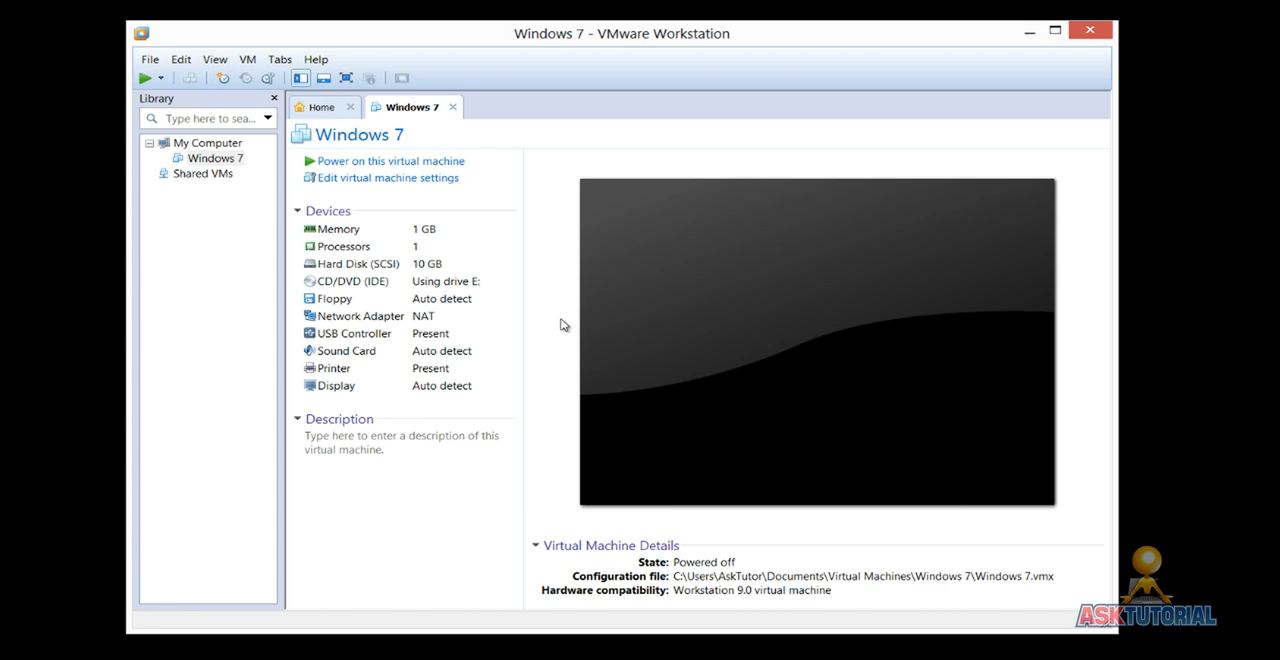 Windows 7 - VMware Workstation
File Edit View VM Tabs Help
Library
Type here to sea...
My Computer
Windows 7
Shared VMs
Home
Windows 7
Windows 7
Power on this virtual machine
Edit virtual machine settings
Devices
Memory 1 GB
Processors 1
Hard Disk (SCSI) 10 GB
CD/DVD (IDE) Using drive E:
Floppy Auto detect
Network Adapter NAT
USB Controller Present
Sound Card Auto detect
Printer Present
Display Auto detect
Description
Type here to enter a description of this
virtual machine.
Virtual Machine Details
State: Powered off
Configuration file: C:\Users\AskTutor\Documents\Virtual Machines\Windows 7\Windows 7.vmx
Hardware compatibility: Workstation 9.0 virtual machine
ASKTUTORIAL